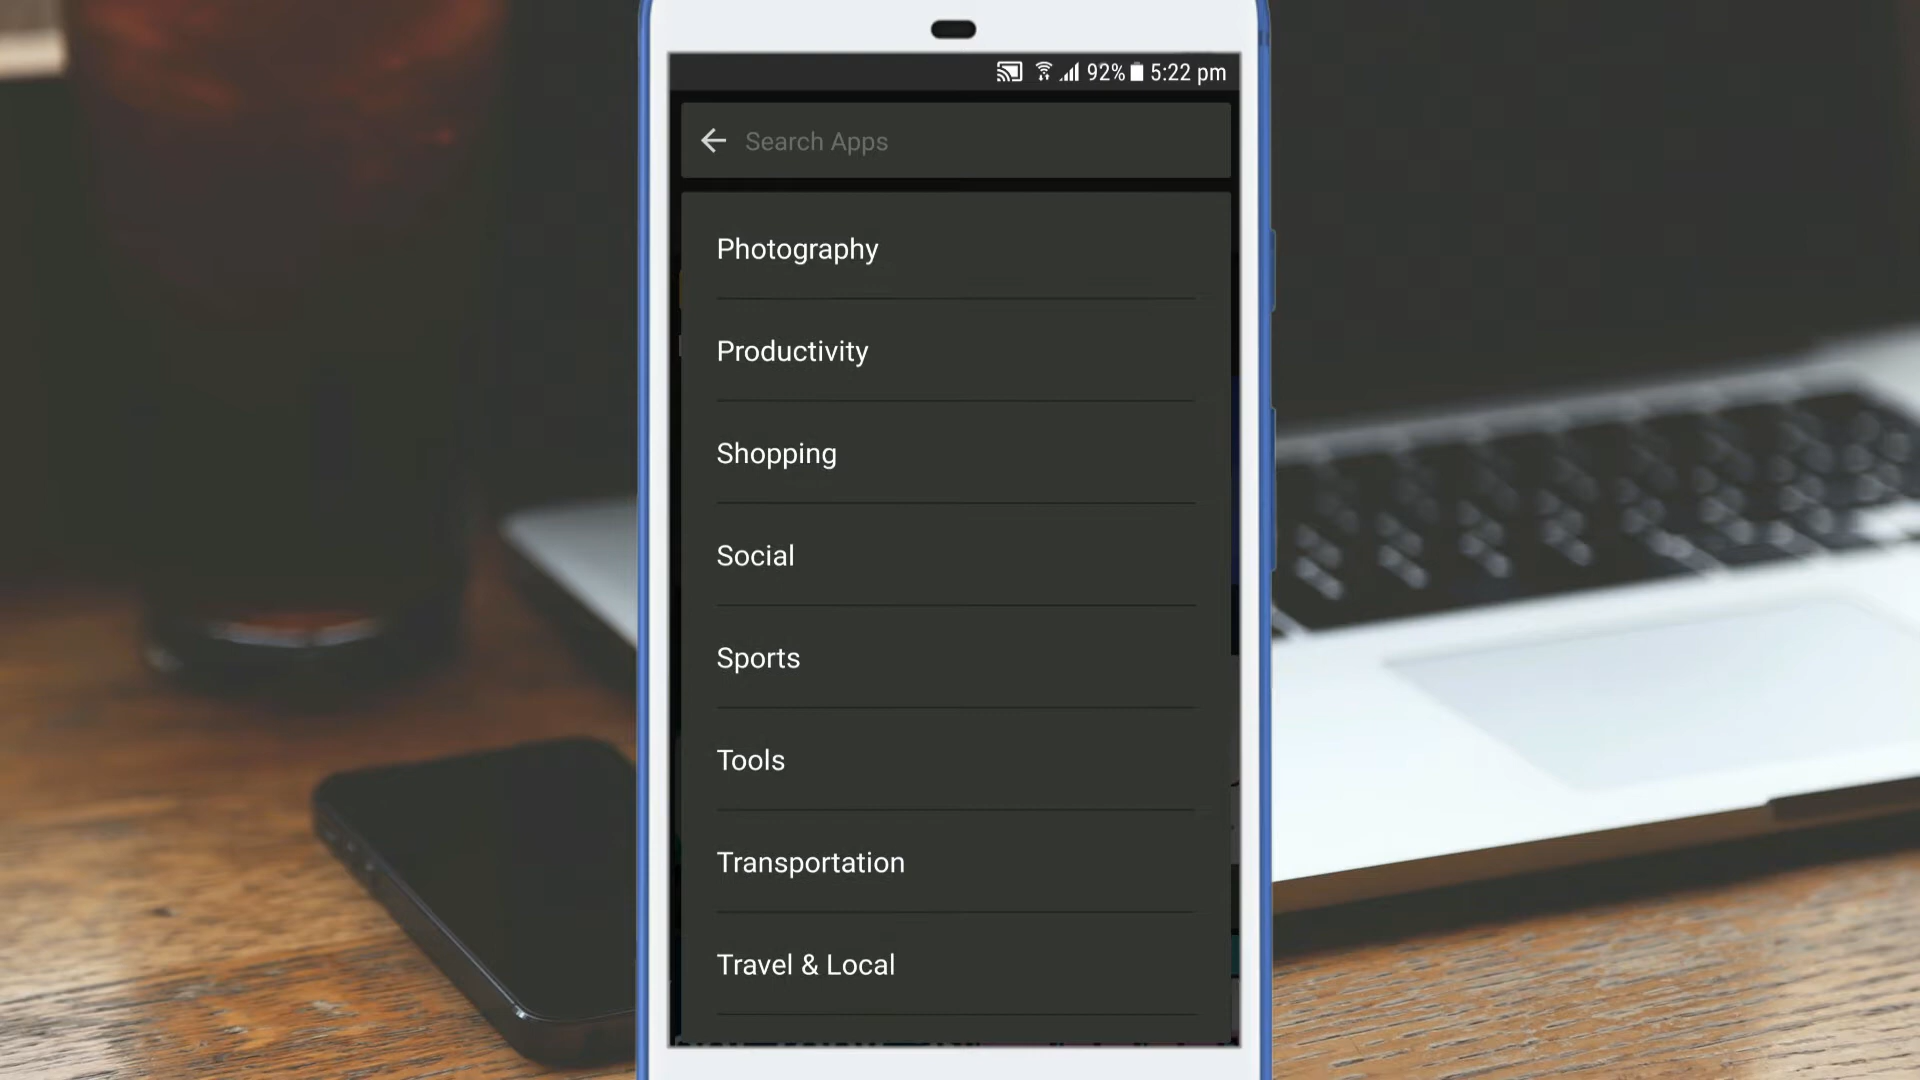 92% 5:22 pm
Search Apps
Photography
Productivity
Shopping
Social
Sports
Tools
Transportation
Travel & Local